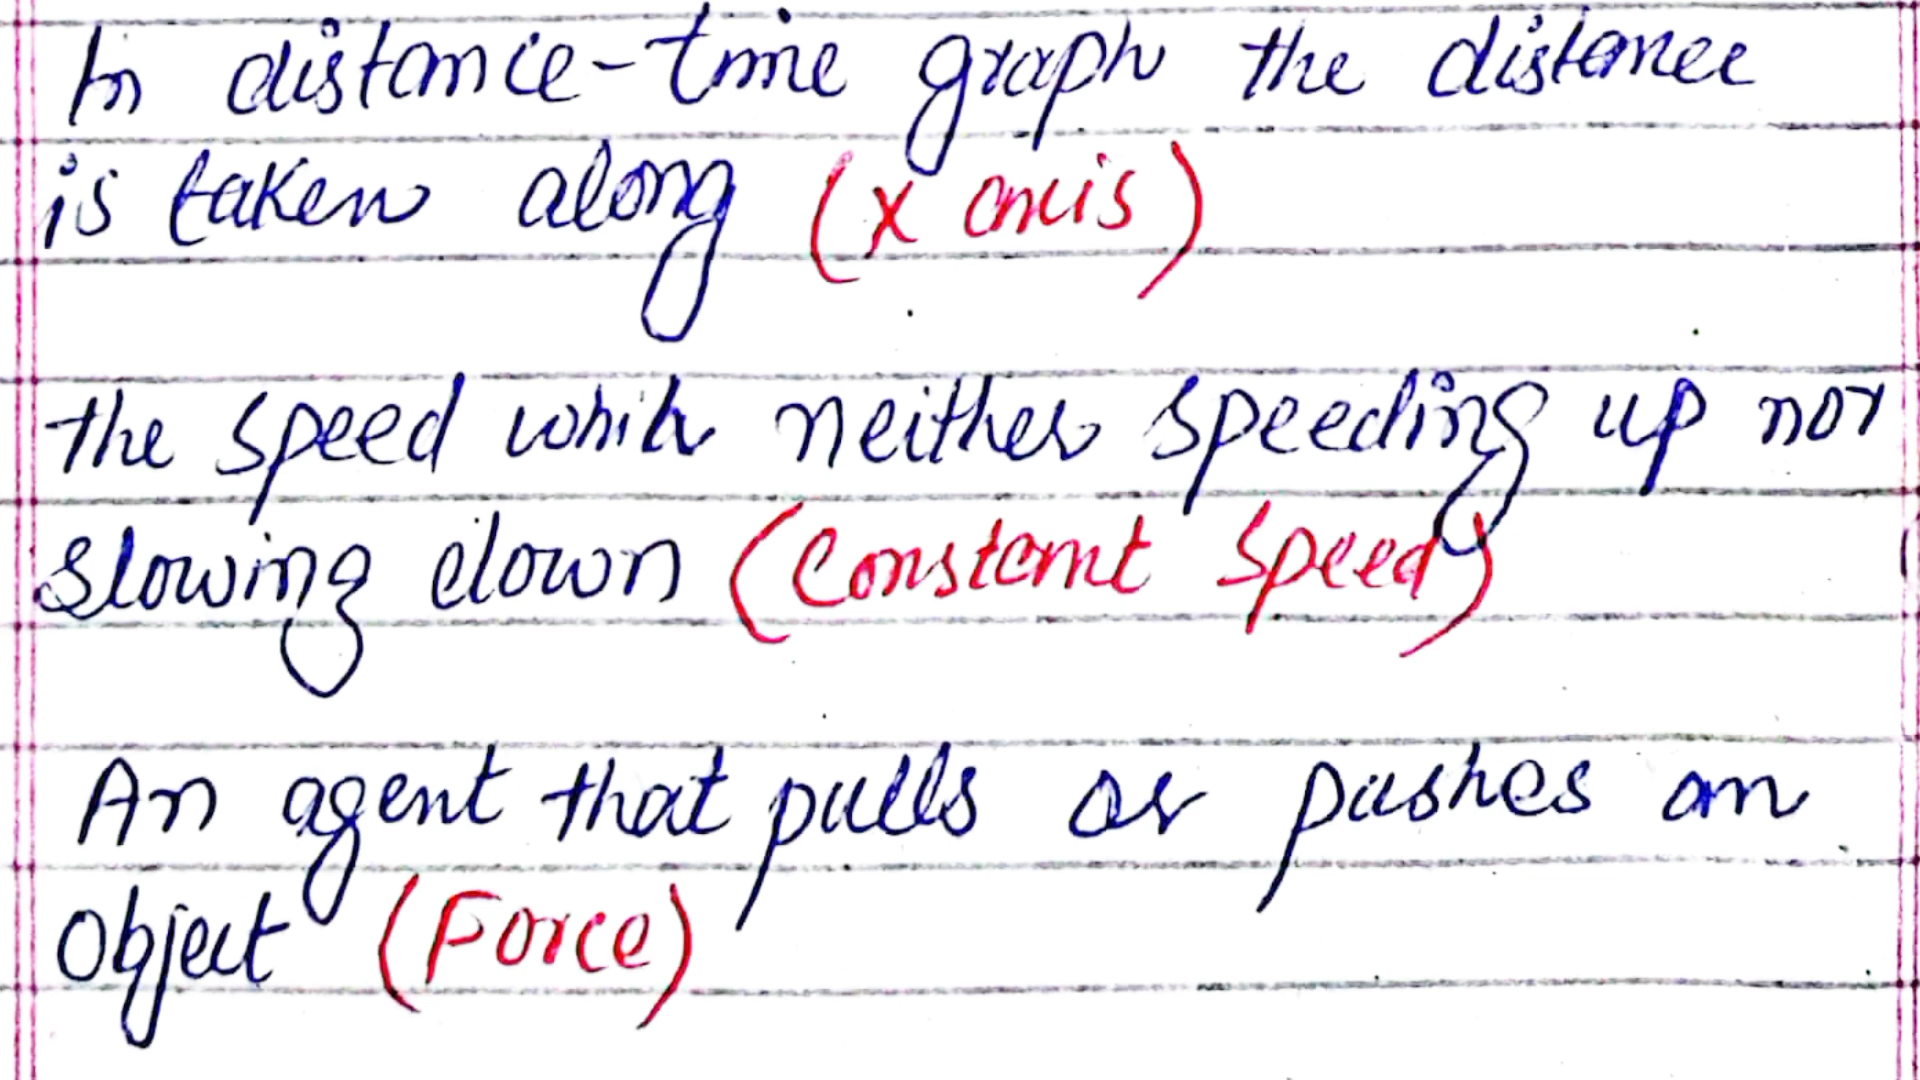 In distance-time graph the distance
is taken along (x axis)
the speed which neither speeding up nor
slowing down (constant speed)
An agent that pulls or pushes an
object (Force)